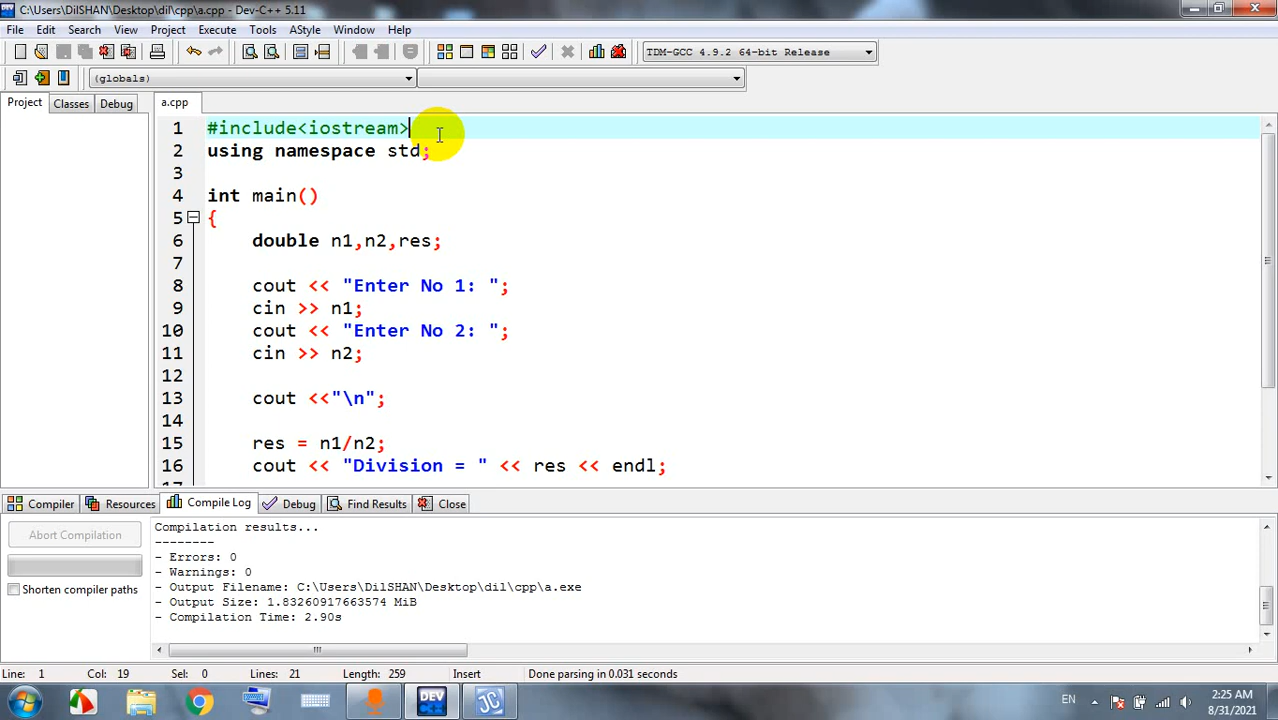 C:\Users\DilSHAN\Desktop\dil\cpp\a.cpp - Dev-C++ 5.11
File Edit Search View Project Execute Tools AStyle Window Help
TDM-GCC 4.9.2 64-bit Release
(globals)
Project Classes Debug a.cpp
1 #include<iostream>
2 using namespace std;
3
4 int main()
5 {
6 double n1,n2,res;
7
8 cout << "Enter No 1: ";
9 cin >> n1;
10 cout << "Enter No 2: ";
11 cin >> n2;
12
13 cout <<"\n";
14
15 res = n1/n2;
16 cout << "Division = " << res << endl;
Compiler Resources Compile Log Debug Find Results Close
Abort Compilation
Shorten compiler paths
Compilation results...
--------
- Errors: 0
- Warnings: 0
- Output Filename: C:\Users\DilSHAN\Desktop\dil\cpp\a.exe
- Output Size: 1.83260917663574 MiB
- Compilation Time: 2.90s
Line: 1 Col: 19 Sel: 0 Lines: 21 Length: 259 Insert Done parsing in 0.031 seconds
DEV C++ JC EN 2:25 AM
8/31/2021